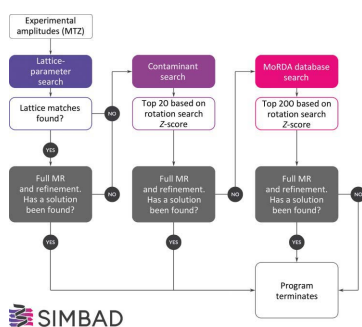 Experimental
amplitudes (MTZ)
Lattice-
parameter
search
Lattice matches
found?
NO
YES
Full MR
and refinement.
Has a solution
been found?
NO
YES
Contaminant
search
Top 20 based on
rotation search
Z-score
Full MR
and refinement.
Has a solution
been found?
NO
YES
MoRDA database
search
Top 200 based on
rotation search
Z-score
Full MR
and refinement.
Has a solution
been found?
NO
YES
Program
terminates
SIMBAD